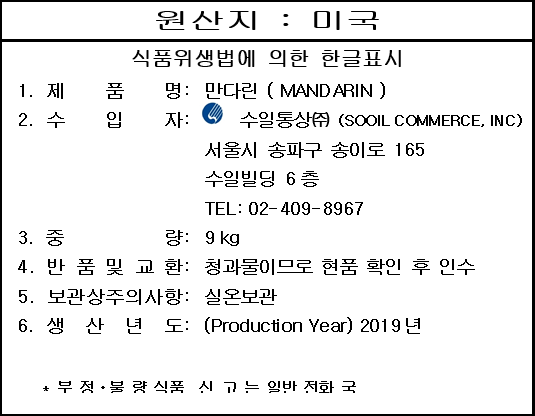 원산지 : 미국
식품위생법에 의한 한글표시
1. 제 품 명: 만다린 ( MANDARIN )
2. 수 입 자: 수일통상㈜ (SOOIL COMMERCE, INC)
서울시 송파구 송이로 165
수일빌딩 6층
TEL: 02-409-8967
3. 중 량: 9 kg
4. 반 품 및 교 환: 청과물이므로 현품 확인 후 인수
5. 보관상주의사항: 실온보관
6. 생 산 년 도: (Production Year) 2019년
* 부 정·불 량 식품 신 고 는 일반 전화 국